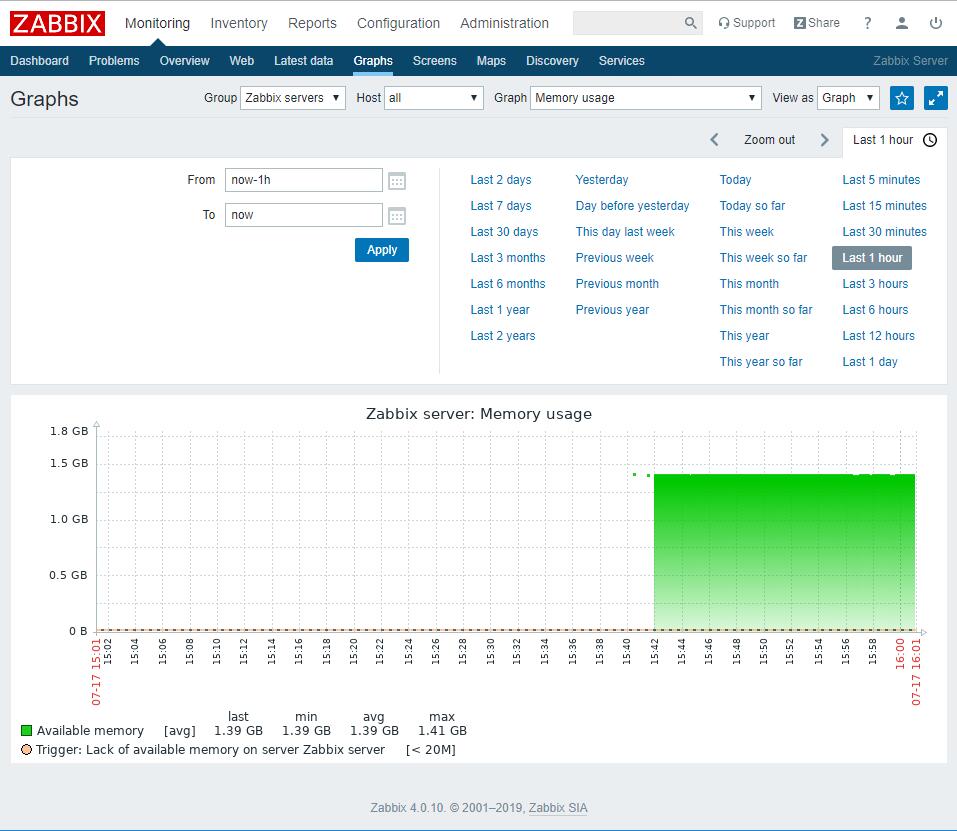 ZABBIX Monitoring Inventory Reports Configuration Administration Support Z Share ?
Dashboard Problems Overview Web Latest data Graphs Screens Maps Discovery Services Zabbix Server
Graphs Group Zabbix servers Host all Graph Memory usage View as Graph
Zoom out Last 1 hour
From now-1h
To now
Apply
Last 2 days Yesterday Today Last 5 minutes
Last 7 days Day before yesterday Today so far Last 15 minutes
Last 30 days This day last week This week Last 30 minutes
Last 3 months Previous week This week so far Last 1 hour
Last 6 months Previous month This month Last 3 hours
Last 1 year Previous year This month so far Last 6 hours
Last 2 years This year Last 12 hours
This year so far Last 1 day
Zabbix server: Memory usage
1.8 GB
1.5 GB
1.0 GB
0.5 GB
0 B
07-17 15:01 15:02 15:04 15:06 15:08 15:10 15:12 15:14 15:16 15:18 15:20 15:22 15:24 15:26 15:28 15:30 15:32 15:34 15:36 15:38 15:40 15:42 15:44 15:46 15:48 15:50 15:52 15:54 15:56 15:58 16:00 07-17 16:01
last min avg max
Available memory [avg] 1.39 GB 1.39 GB 1.39 GB 1.41 GB
Trigger: Lack of available memory on server Zabbix server [< 20M]
Zabbix 4.0.10. © 2001–2019, Zabbix SIA